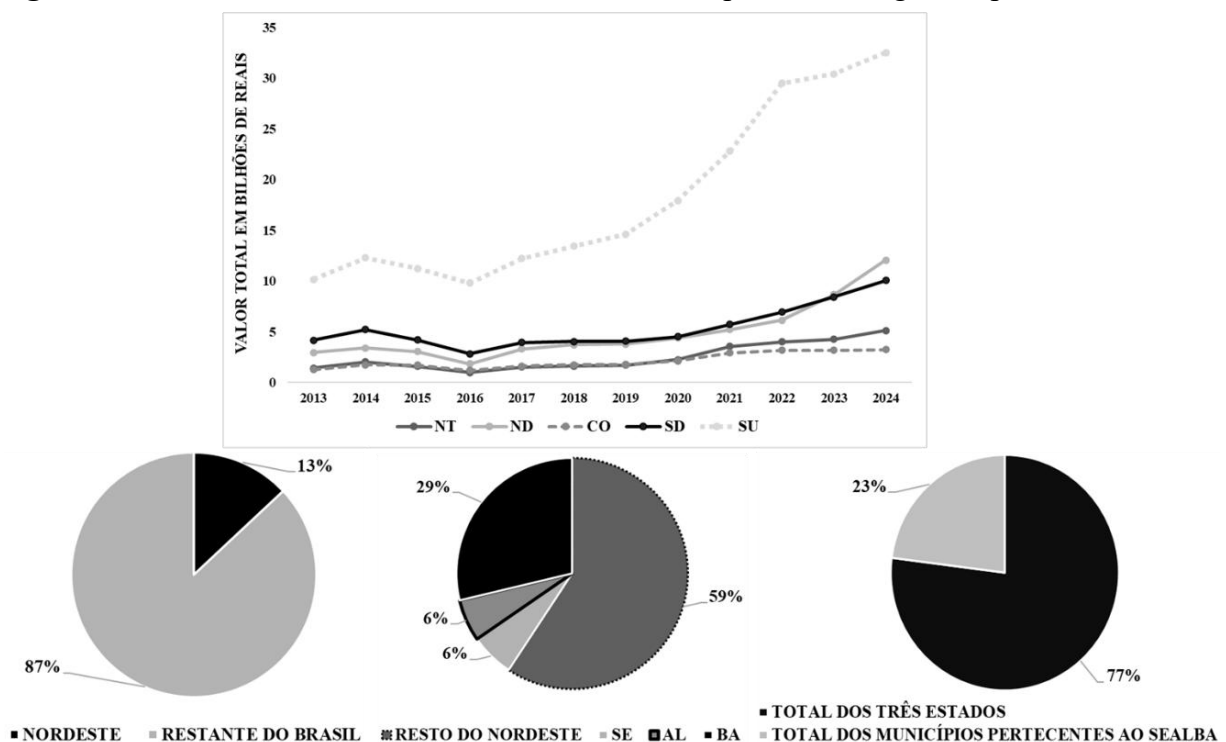 VALOR TOTAL EM BILHÕES DE REAIS
35
30
25
20
15
10
5
0
2013 2014 2015 2016 2017 2018 2019 2020 2021 2022 2023 2024
NT ND CO SD SU
13%
87%
NORDESTE RESTANTE DO BRASIL
29%
59%
6%
6%
RESTO DO NORDESTE SE AL BA
23%
77%
TOTAL DOS TRÊS ESTADOS
TOTAL DOS MUNICÍPIOS PERTECENTES AO SEALBA